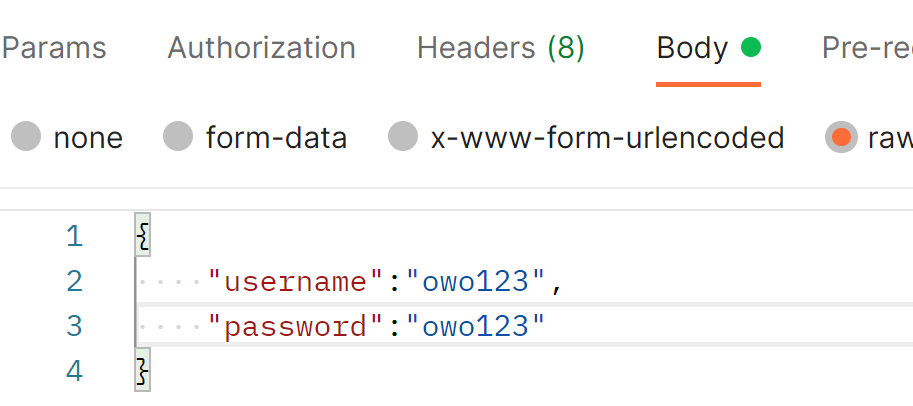 Params Authorization Headers (8) Body
none form-data x-www-form-urlencoded raw
1 {
2 "username":"owo123",
3 "password":"owo123"
4 }